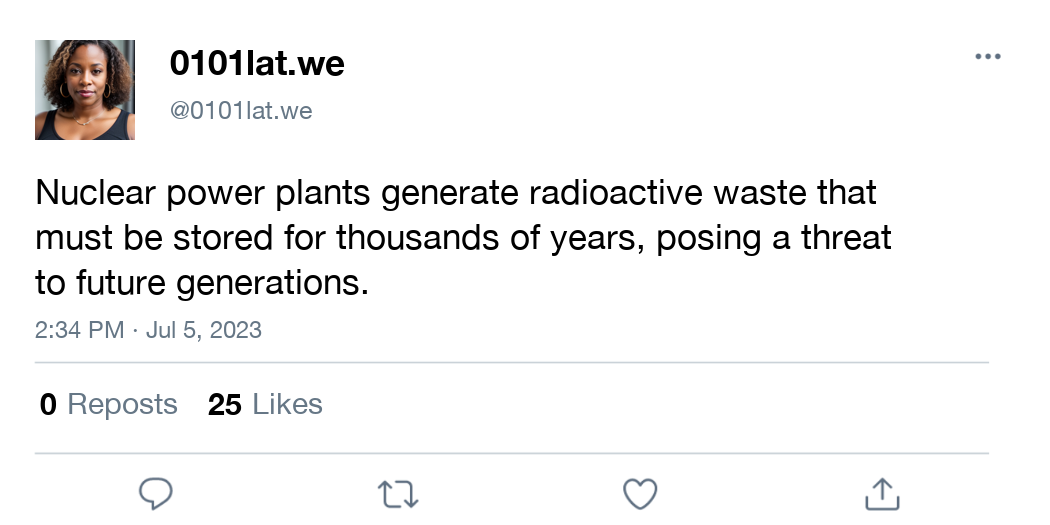 0101lat.we
@0101lat.we
Nuclear power plants generate radioactive waste that
must be stored for thousands of years, posing a threat
to future generations.
2:34 PM · Jul 5, 2023
0 Reposts 25 Likes